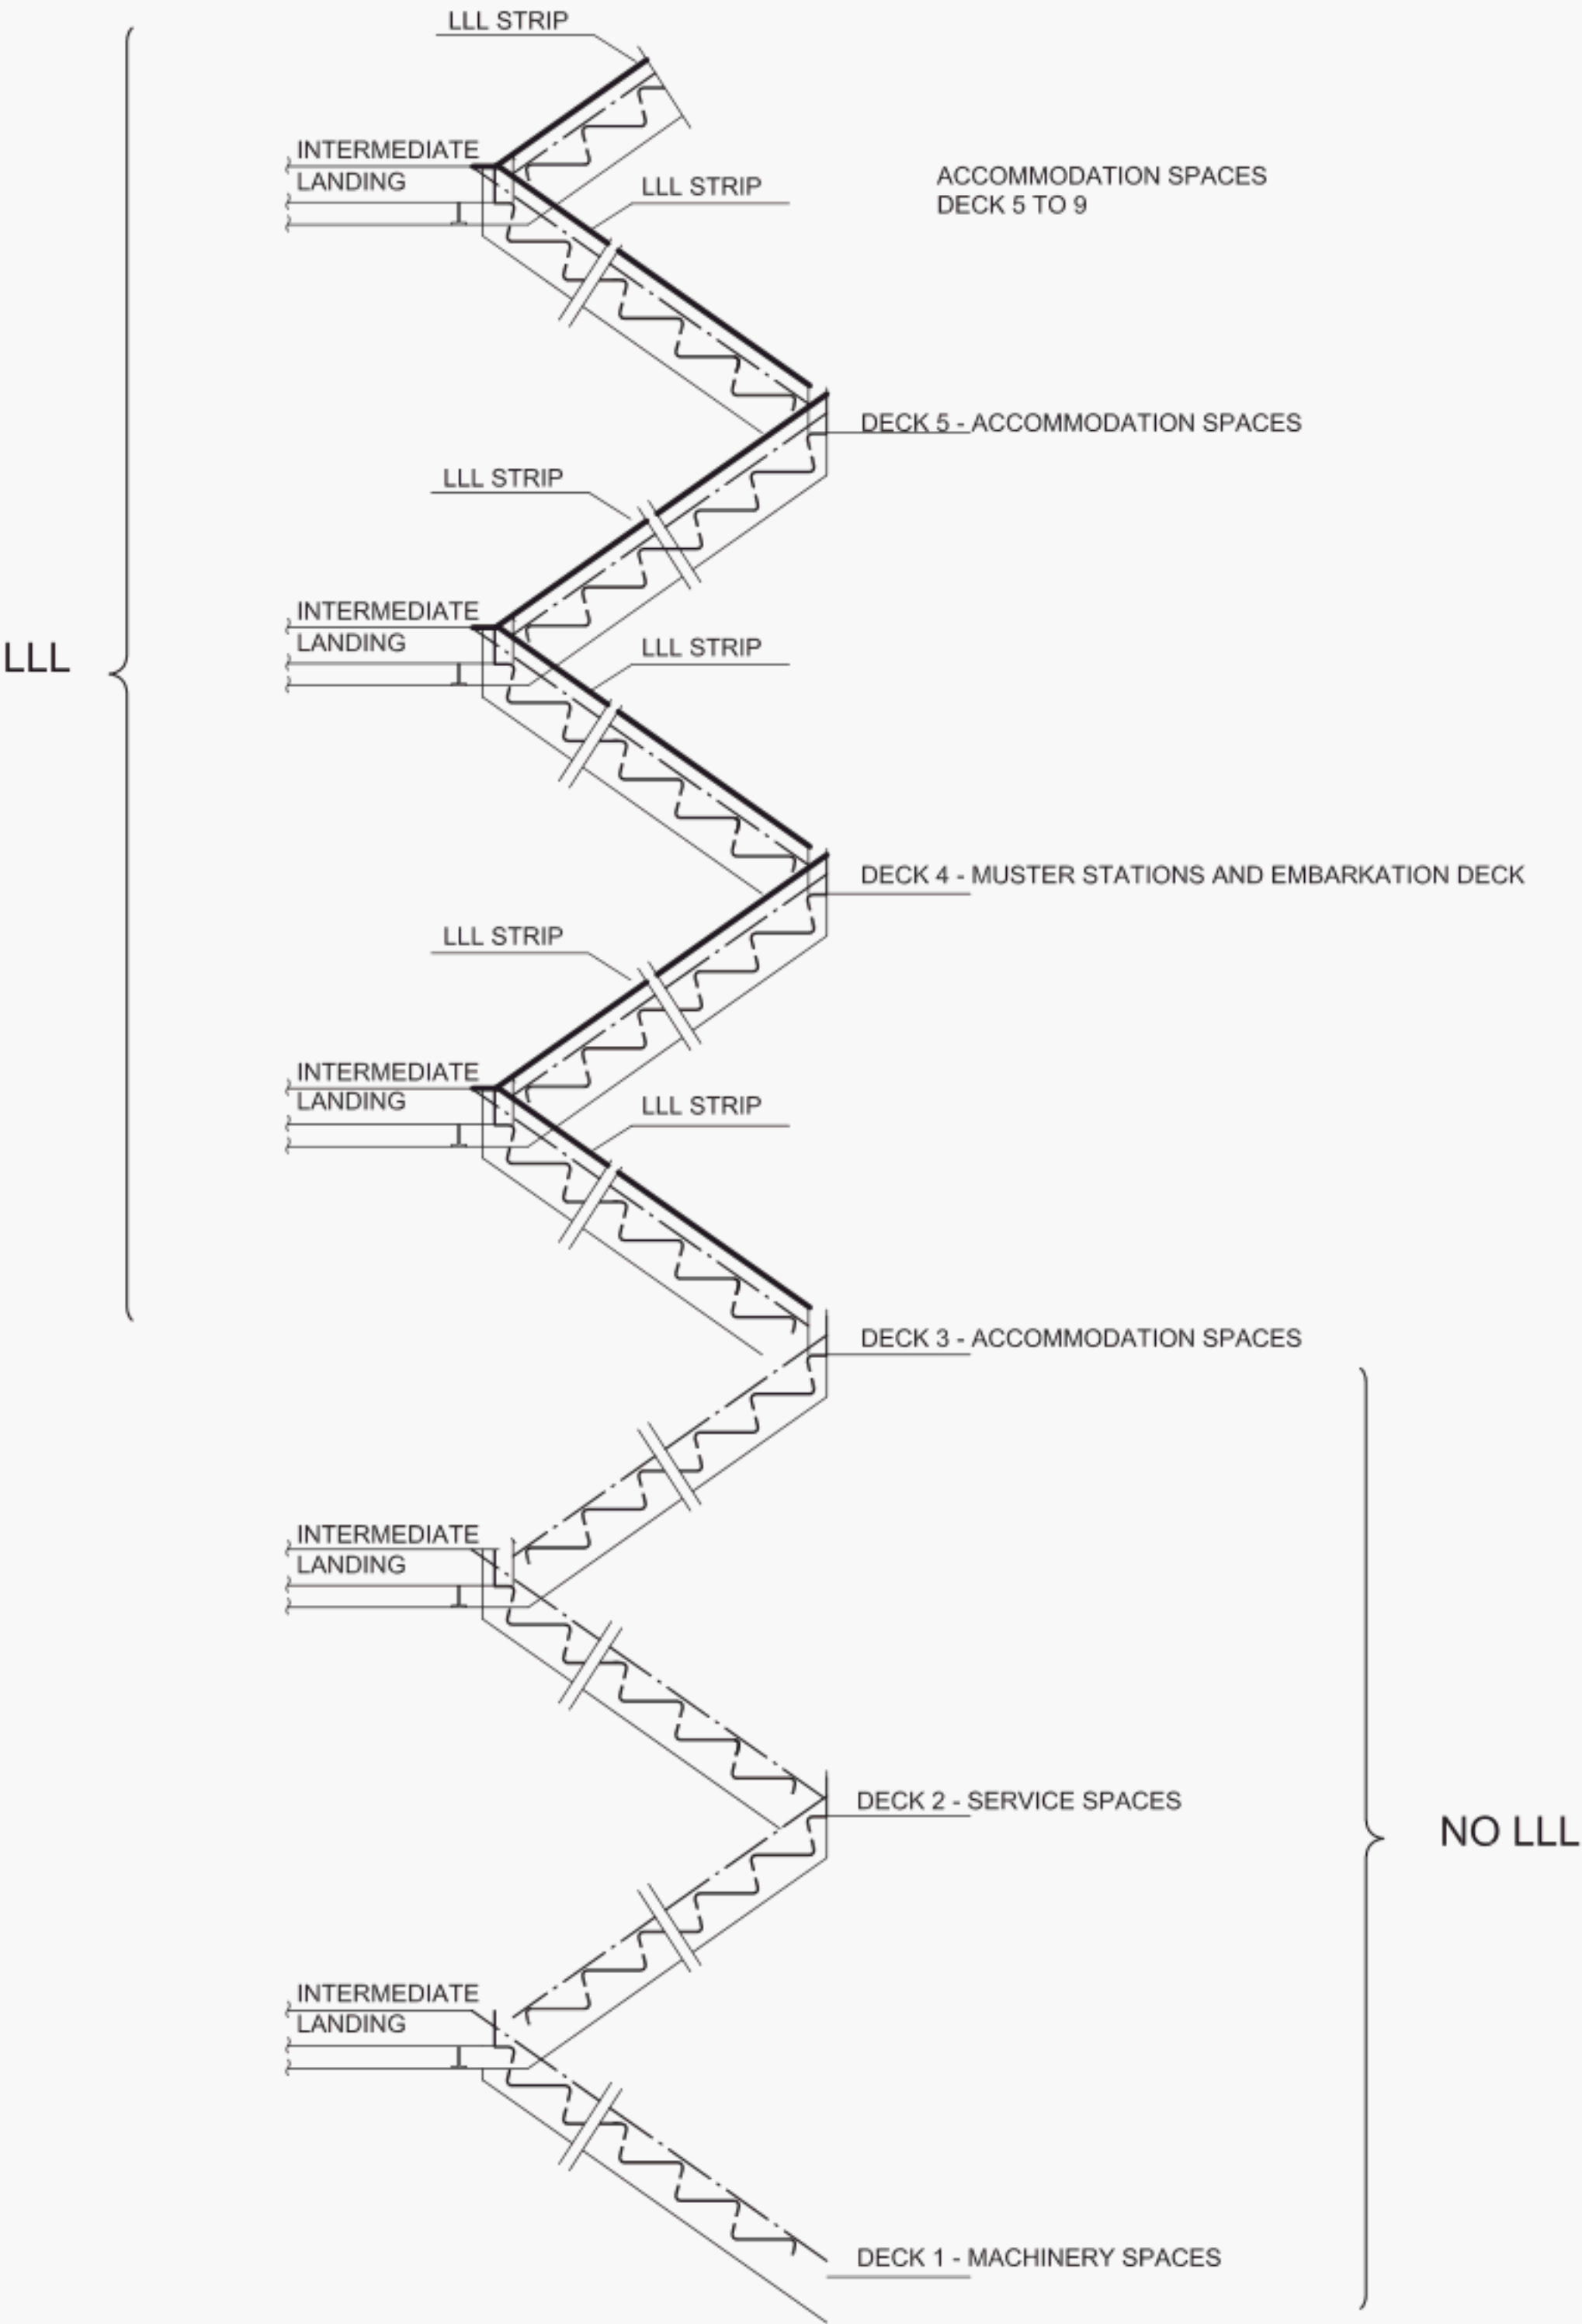 LLL STRIP
INTERMEDIATE
LANDING
LLL STRIP
ACCOMMODATION SPACES
DECK 5 TO 9
DECK 5 - ACCOMMODATION SPACES
LLL STRIP
INTERMEDIATE
LANDING
LLL STRIP
LLL
DECK 4 - MUSTER STATIONS AND EMBARKATION DECK
LLL STRIP
INTERMEDIATE
LANDING
LLL STRIP
DECK 3 - ACCOMMODATION SPACES
INTERMEDIATE
LANDING
DECK 2 - SERVICE SPACES
NO LLL
INTERMEDIATE
LANDING
DECK 1 - MACHINERY SPACES